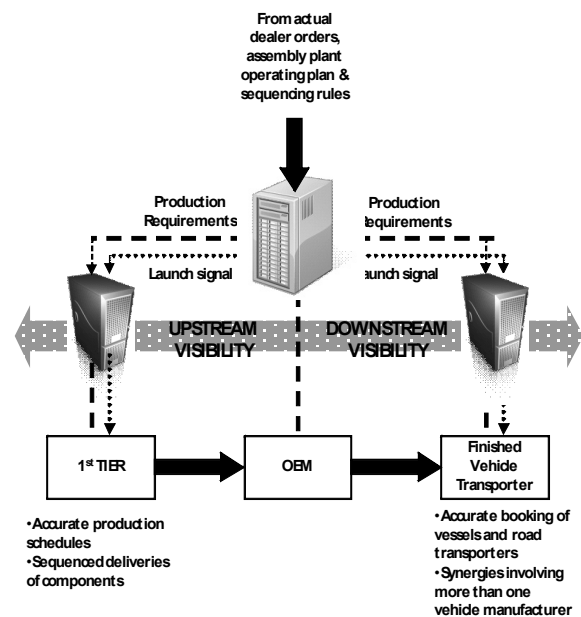 From actual
dealer orders,
assembly plant
operating plan &
sequencing rules
Production
Requirements
Production
equirements
Launch signal
aunch signal
UPSTREAM
VISIBILITY
DOWNSTREAM
VISIBILITY
1st TIER
OEM
Finished
Vehicle
Transporter
•Accurate production
schedules
•Sequenced deliveries
of components
•Accurate booking of
vessels and road
transporters
•Synergies involving
more than one
vehicle manufacturer